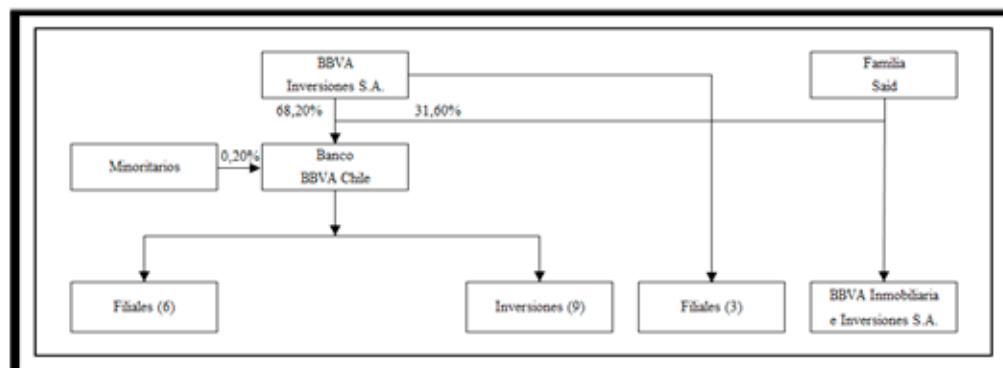 BBVA
Inversiones S.A.
Familia
Said
68,20%
31,60%
Minoritarios
0,20%
Banco
BBVA Chile
Filiales (6)
Inversiones (9)
Filiales (3)
BBVA Inmobiliaria
e Inversiones S.A.